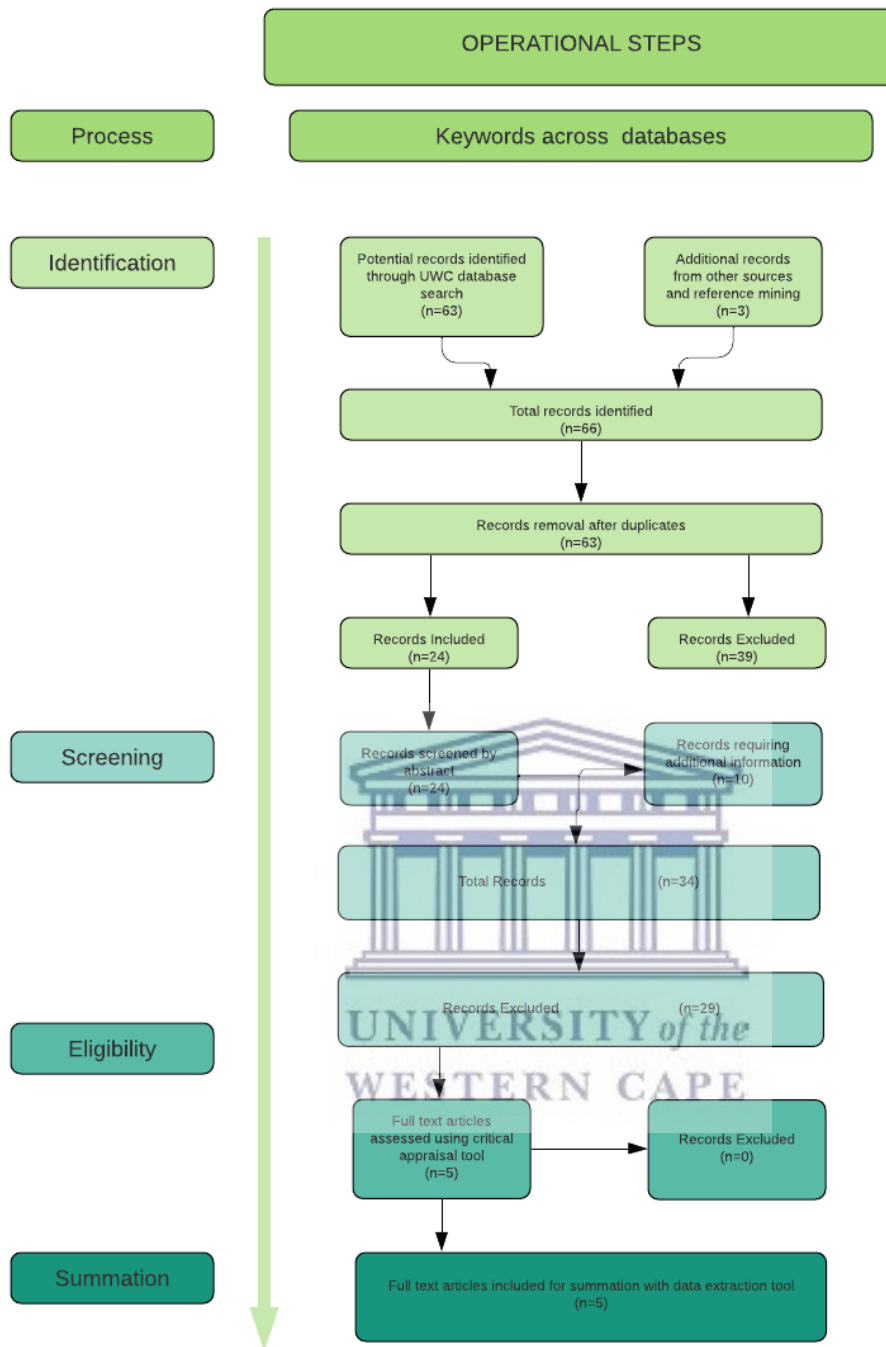 OPERATIONAL STEPS
Process
Keywords across databases
Identification
Potential records identified
through UWC database
search
(n=63)
Additional records
from other sources
and reference mining
(n=3)
Total records identified
(n=66)
Records removal after duplicates
(n=63)
Records Included
(n=24)
Records Excluded
(n=39)
Screening
Records screened by
abstract
(n=24)
Records requiring
additional information
(n=10)
Total Records (n=34)
Records Excluded (n=29)
UNIVERSITY of the
WESTERN CAPE
Eligibility
Full text articles
assessed using critical
appraisal tool
(n=5)
Records Excluded
(n=0)
Summation
Full text articles included for summation with data extraction tool
(n=5)